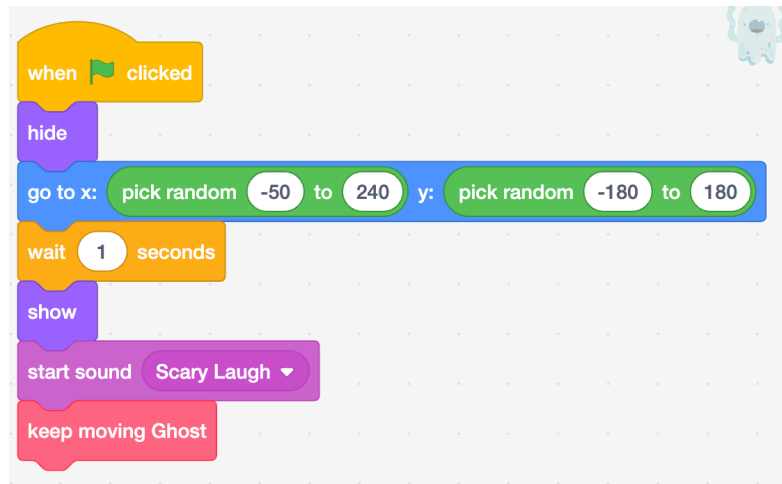 when clicked
hide
go to x: pick random -50 to 240 y: pick random -180 to 180
wait 1 seconds
show
start sound Scary Laugh
keep moving Ghost